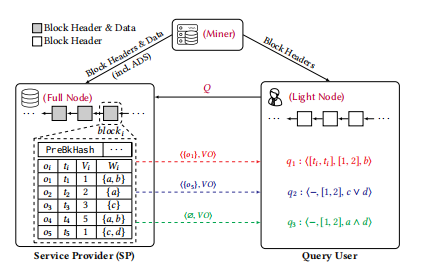 Block Header & Data
Block Header
(Miner)
Block Headers & Data
(incl. ADS)
Block Headers
(Full Node)
Q
(Light Node)
... ...
block_i
... ...
PreBkHash ...
o_i t_i V_i W_i
o_1 t_1 1 {a, b}
o_2 t_2 2 {a}
o_3 t_3 3 {c}
o_4 t_4 5 {a, b}
o_5 t_5 1 {c, d}
⟨{o_1}, VO⟩
⟨{o_5}, VO⟩
⟨∅, VO⟩
q_1 : ⟨[t_i, t_i], [1, 2], b⟩
q_2 : ⟨−, [1, 2], c ∨ d⟩
q_3 : ⟨−, [1, 2], a ∧ d⟩
Service Provider (SP)
Query User